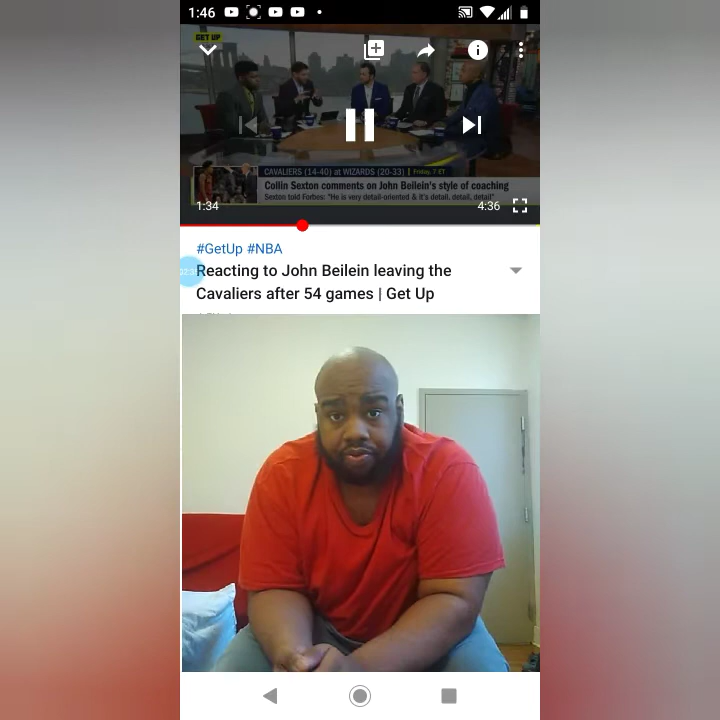 1:46
GET UP
CAVALIERS (14-40) at WIZARDS (20-33) | Friday, 7 ET
Collin Sexton comments on John Beilein's style of coaching
Sexton told Forbes: "He is very detail-oriented & it's detail, detail, detail"
1:34
4:36
#GetUp #NBA
Reacting to John Beilein leaving the
Cavaliers after 54 games | Get Up